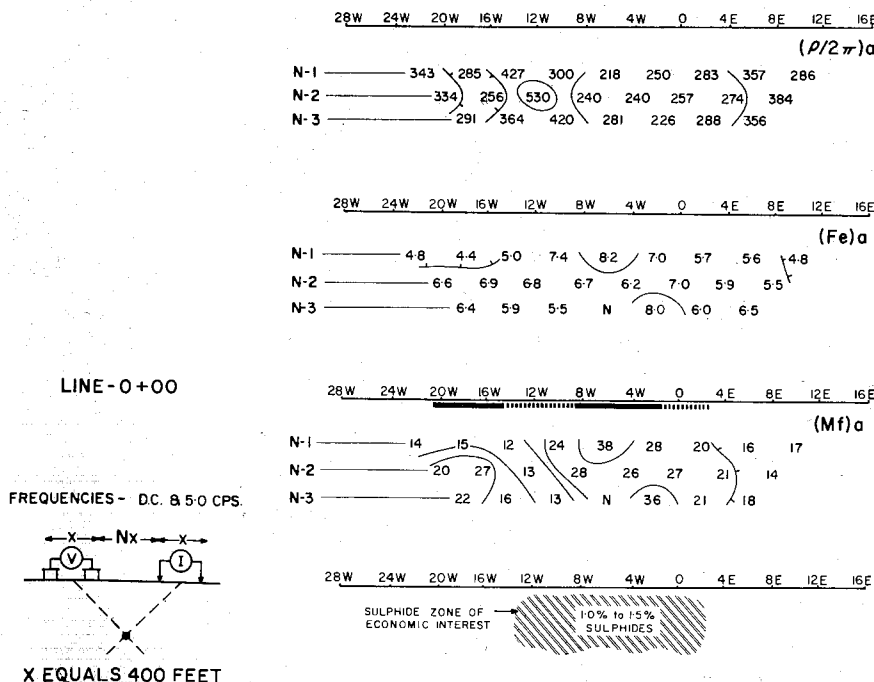 28W 24W 20W 16W 12W 8W 4W 0 4E 8E 12E 16E
(ρ/2π)a
N-1 343 285 427 300 218 250 283 357 286
N-2 334 256 530 240 240 257 274 384
N-3 291 364 420 281 226 288 356
28W 24W 20W 16W 12W 8W 4W 0 4E 8E 12E 16E
(Fe)a
N-1 4.8 4.4 5.0 7.4 8.2 7.0 5.7 5.6 4.8
N-2 6.6 6.9 6.8 6.7 6.2 7.0 5.9 5.5
N-3 6.4 5.9 5.5 N 8.0 6.0 6.5
LINE-0+00
28W 24W 20W 16W 12W 8W 4W 0 4E 8E 12E 16E
(Mf)a
N-1 14 15 12 24 38 28 20 16 17
N-2 20 27 13 28 26 27 21 14
N-3 22 16 13 N 36 21 18
FREQUENCIES- D.C. & 5.0 CPS.
x Nx x
V I
X EQUALS 400 FEET
28W 24W 20W 16W 12W 8W 4W 0 4E 8E 12E 16E
SULPHIDE ZONE OF
ECONOMIC INTEREST
1.0% to 1.5%
SULPHIDES